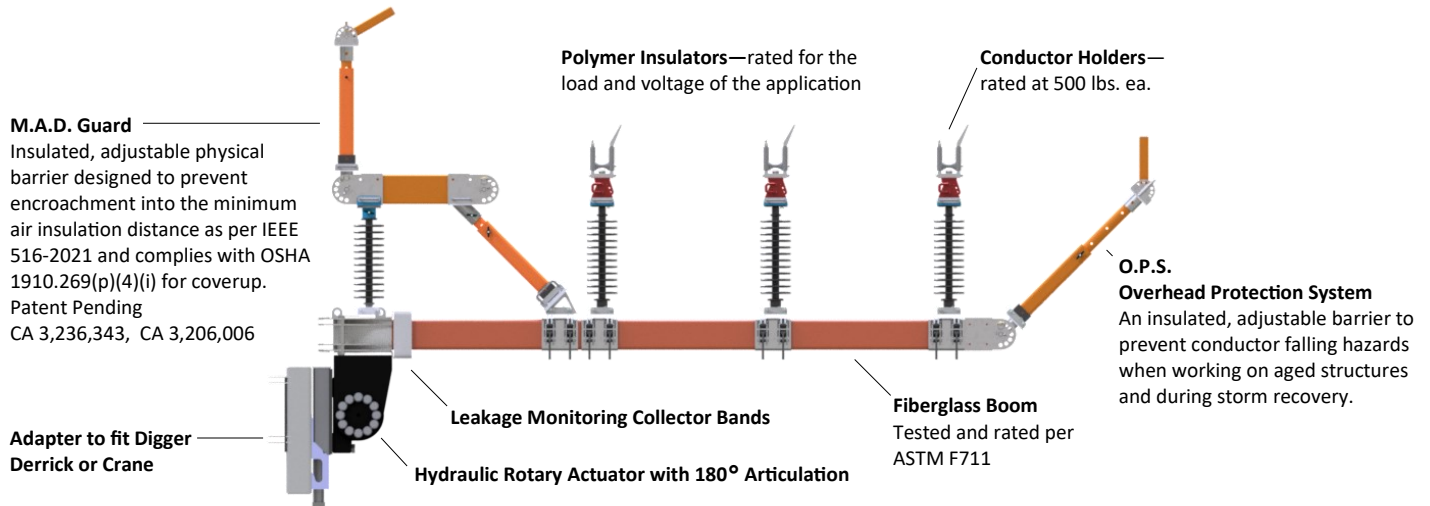 Polymer Insulators—rated for the
load and voltage of the application
Conductor Holders—
rated at 500 lbs. ea.
M.A.D. Guard
Insulated, adjustable physical
barrier designed to prevent
encroachment into the minimum
air insulation distance as per IEEE
516-2021 and complies with OSHA
1910.269(p)(4)(i) for coverup.
Patent Pending
CA 3,236,343, CA 3,206,006
O.P.S.
Overhead Protection System
An insulated, adjustable barrier to
prevent conductor falling hazards
when working on aged structures
and during storm recovery.
Leakage Monitoring Collector Bands
Fiberglass Boom
Tested and rated per
ASTM F711
Adapter to fit Digger
Derrick or Crane
Hydraulic Rotary Actuator with 180° Articulation